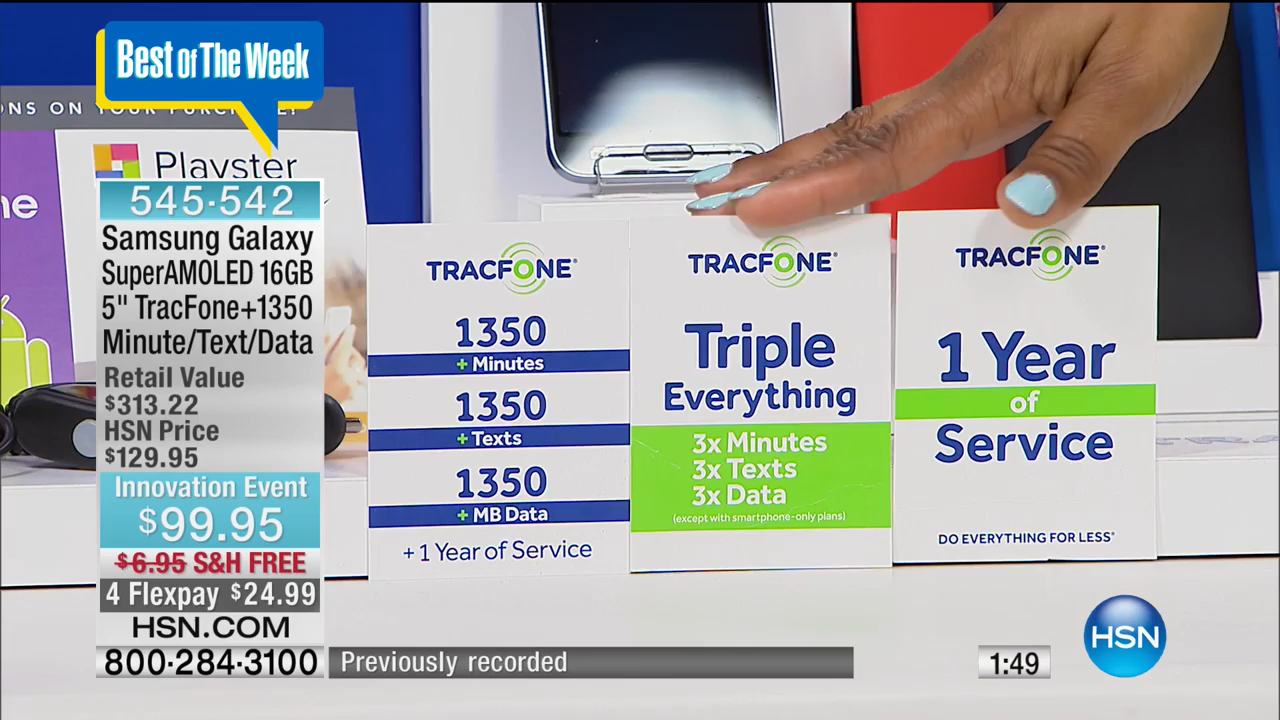 Best of The Week
ONS ON YOUR PURCHASE!
Playster
545·542
Samsung Galaxy
SuperAMOLED 16GB
5" TracFone+1350
Minute/Text/Data
Retail Value
$313.22
HSN Price
$129.95
Innovation Event
$99.95
$6.95 S&H FREE
4 Flexpay $24.99
HSN.COM
800·284·3100
Previously recorded
1:49
HSN
TRACFONE®
1350
+ Minutes
1350
+ Texts
1350
+ MB Data
+ 1 Year of Service
TRACFONE®
Triple
Everything
3x Minutes
3x Texts
3x Data
(except with smartphone-only plans)
TRACFONE®
1 Year
of
Service
DO EVERYTHING FOR LESS®